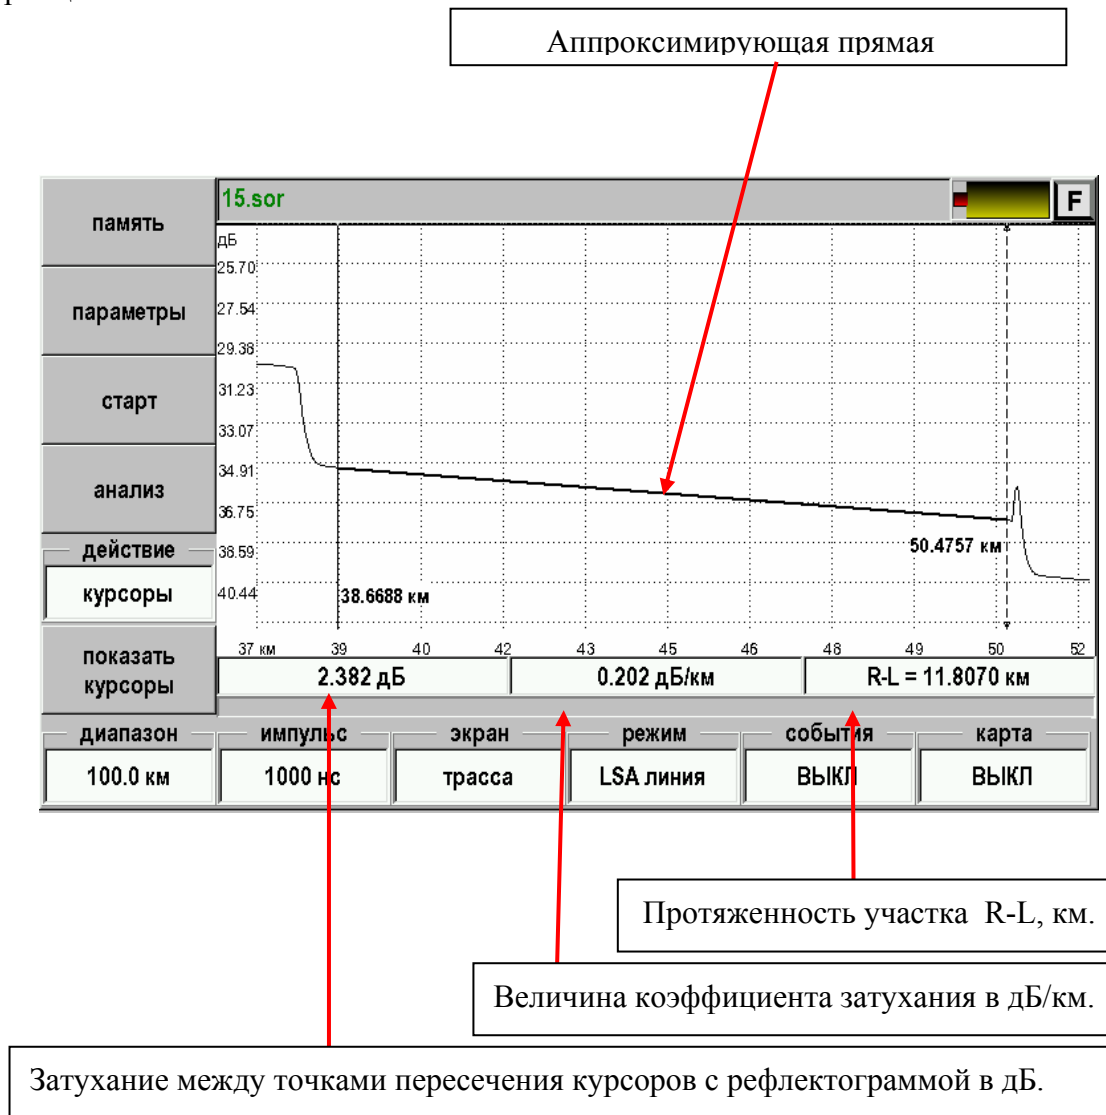 Аппроксимирующая прямая
15.sor
F
память
параметры
старт
анализ
действие
курсоры
показать
курсоры
дБ
25.70
27.54
29.38
31.23
33.07
34.91
36.75
38.59
40.44
50.4757 км
38.6688 км
37 км 39 40 42 43 45 46 48 49 50 52
2.382 дБ 0.202 дБ/км R-L = 11.8070 км
диапазон импульс экран режим события карта
100.0 км 1000 нс трасса LSA линия ВЫКЛ ВЫКЛ
Протяженность участка R-L, км.
Величина коэффициента затухания в дБ/км.
Затухание между точками пересечения курсоров с рефлектограммой в дБ.